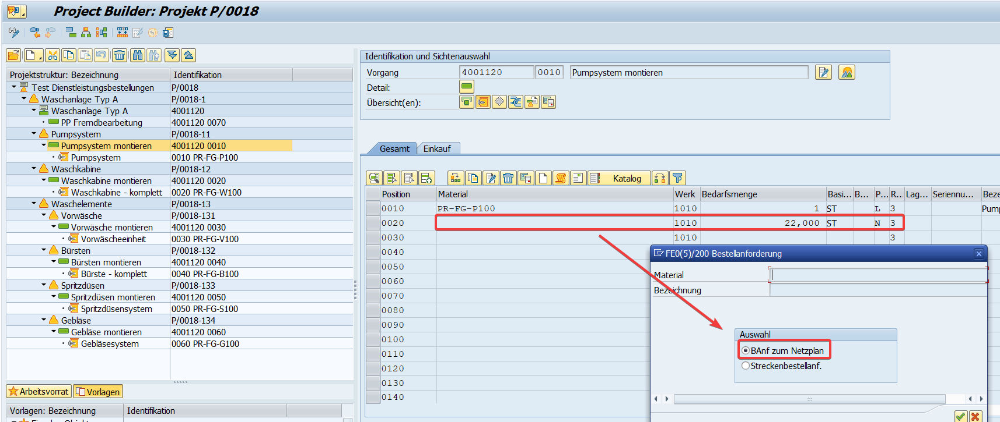 Project Builder: Projekt P/0018
Projektstruktur: Bezeichnung Identifikation
Test Dienstleistungsbestellungen P/0018
Waschanlage Typ A P/0018-1
Waschanlage Typ A 4001120
PP Fremdbearbeitung 4001120 0070
Pumpsystem P/0018-11
Pumpsystem montieren 4001120 0010
Pumpsystem 0010 PR-FG-P100
Waschkabine P/0018-12
Waschkabine montieren 4001120 0020
Waschkabine - komplett 0020 PR-FG-W100
Waschelemente P/0018-13
Vorwäsche P/0018-131
Vorwäsche montieren 4001120 0030
Vorwäscheeinheit 0030 PR-FG-V100
Bürsten P/0018-132
Bürsten montieren 4001120 0040
Bürste - komplett 0040 PR-FG-B100
Spritzdüsen P/0018-133
Spritzdüsen montieren 4001120 0050
Spritzdüsensystem 0050 PR-FG-S100
Gebläse P/0018-134
Gebläse montieren 4001120 0060
Gebläsesystem 0060 PR-FG-G100
Arbeitsvorrat Vorlagen
Vorlagen: Bezeichnung Identifikation
Identifikation und Sichtenauswahl
Vorgang 4001120 0010 Pumpsystem montieren
Detail:
Übersicht(en):
Gesamt Einkauf
Katalog
Position Material Werk Bedarfsmenge Basi... B... P... R... Lag... Seriennu... Beze
0010 PR-FG-P100 1010 1 ST L 3 Pump
0020 1010 22,000 ST N 3
0030 1010 3
0040
0050
0060
0070
0080
0090
0100
0110
0120
0130
0140
FE0(5)/200 Bestellanforderung
Material
Bezeichnung
Auswahl
BAnf zum Netzplan
Streckenbestellanf.